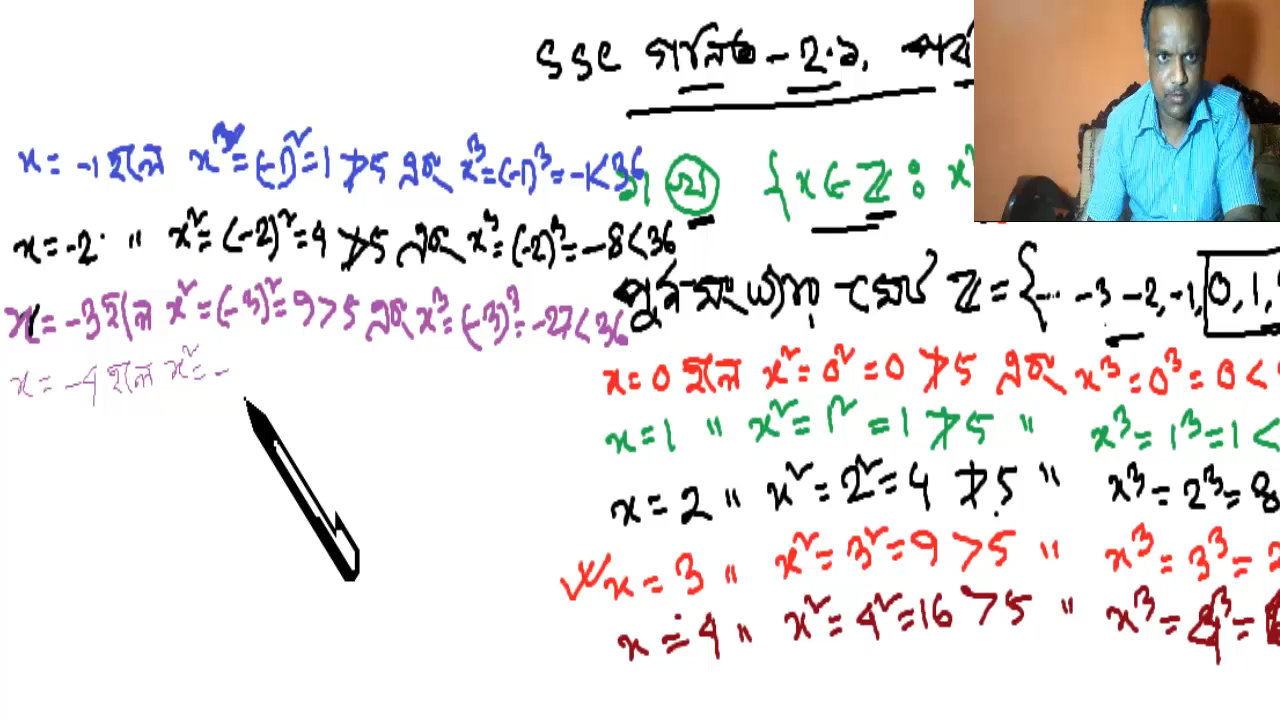 SSC গণিত - 2.১.
x = -1 হলে x² = (-1)² = 1 ≯ 5 এবং x³ = (-1)³ = -1 < 36
x = -2 〃 x² = (-2)² = 4 ≯ 5 এবং x³ = (-2)³ = -8 < 36
x = -3 হলে x² = (-3)² = 9 > 5 এবং x³ = (-3)³ = -27 < 36
x = -4 হলে x² = -
{x ∈ Z : x²
পূর্ণ সংখ্যার সেট Z = {... -3 -2, -1, 0, 1,
x = 0 হলে x² = 0² = 0 ≯ 5 এবং x³ = 0³ = 0 <
x = 1 〃 x² = 1² = 1 ≯ 5 〃 x³ = 1³ = 1 <
x = 2 〃 x² = 2² = 4 ≯ 5 〃 x³ = 2³ = 8
x = 3 〃 x² = 3² = 9 > 5 〃 x³ = 3³ = 2
x = 4 〃 x² = 4² = 16 > 5 〃 x³ = 4³ =